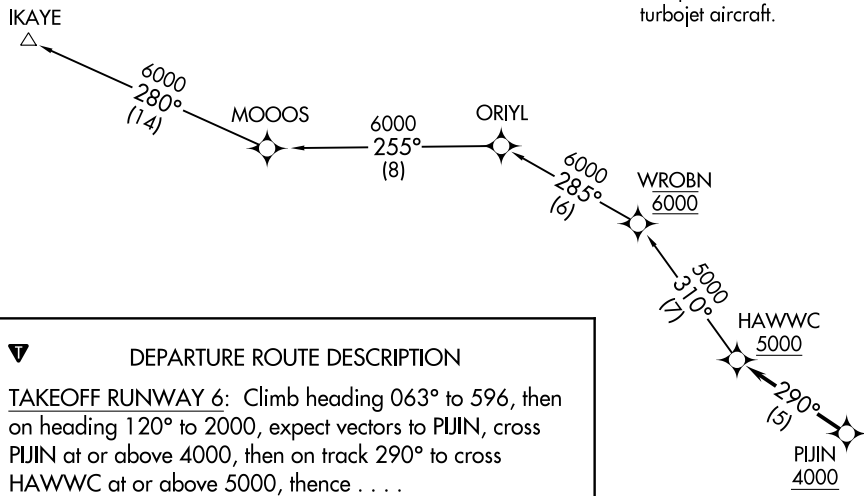 IKAYE
turbojet aircraft.
6000
280°
(14)
MOOOS
6000
255°
(8)
ORIYL
6000
285°
(6)
WROBN
6000
5000
310°
(7)
HAWWC
5000
290°
(5)
PIJIN
4000
T
DEPARTURE ROUTE DESCRIPTION
TAKEOFF RUNWAY 6: Climb heading 063° to 596, then
on heading 120° to 2000, expect vectors to PIJIN, cross
PIJIN at or above 4000, then on track 290° to cross
HAWWC at or above 5000, thence . . . .